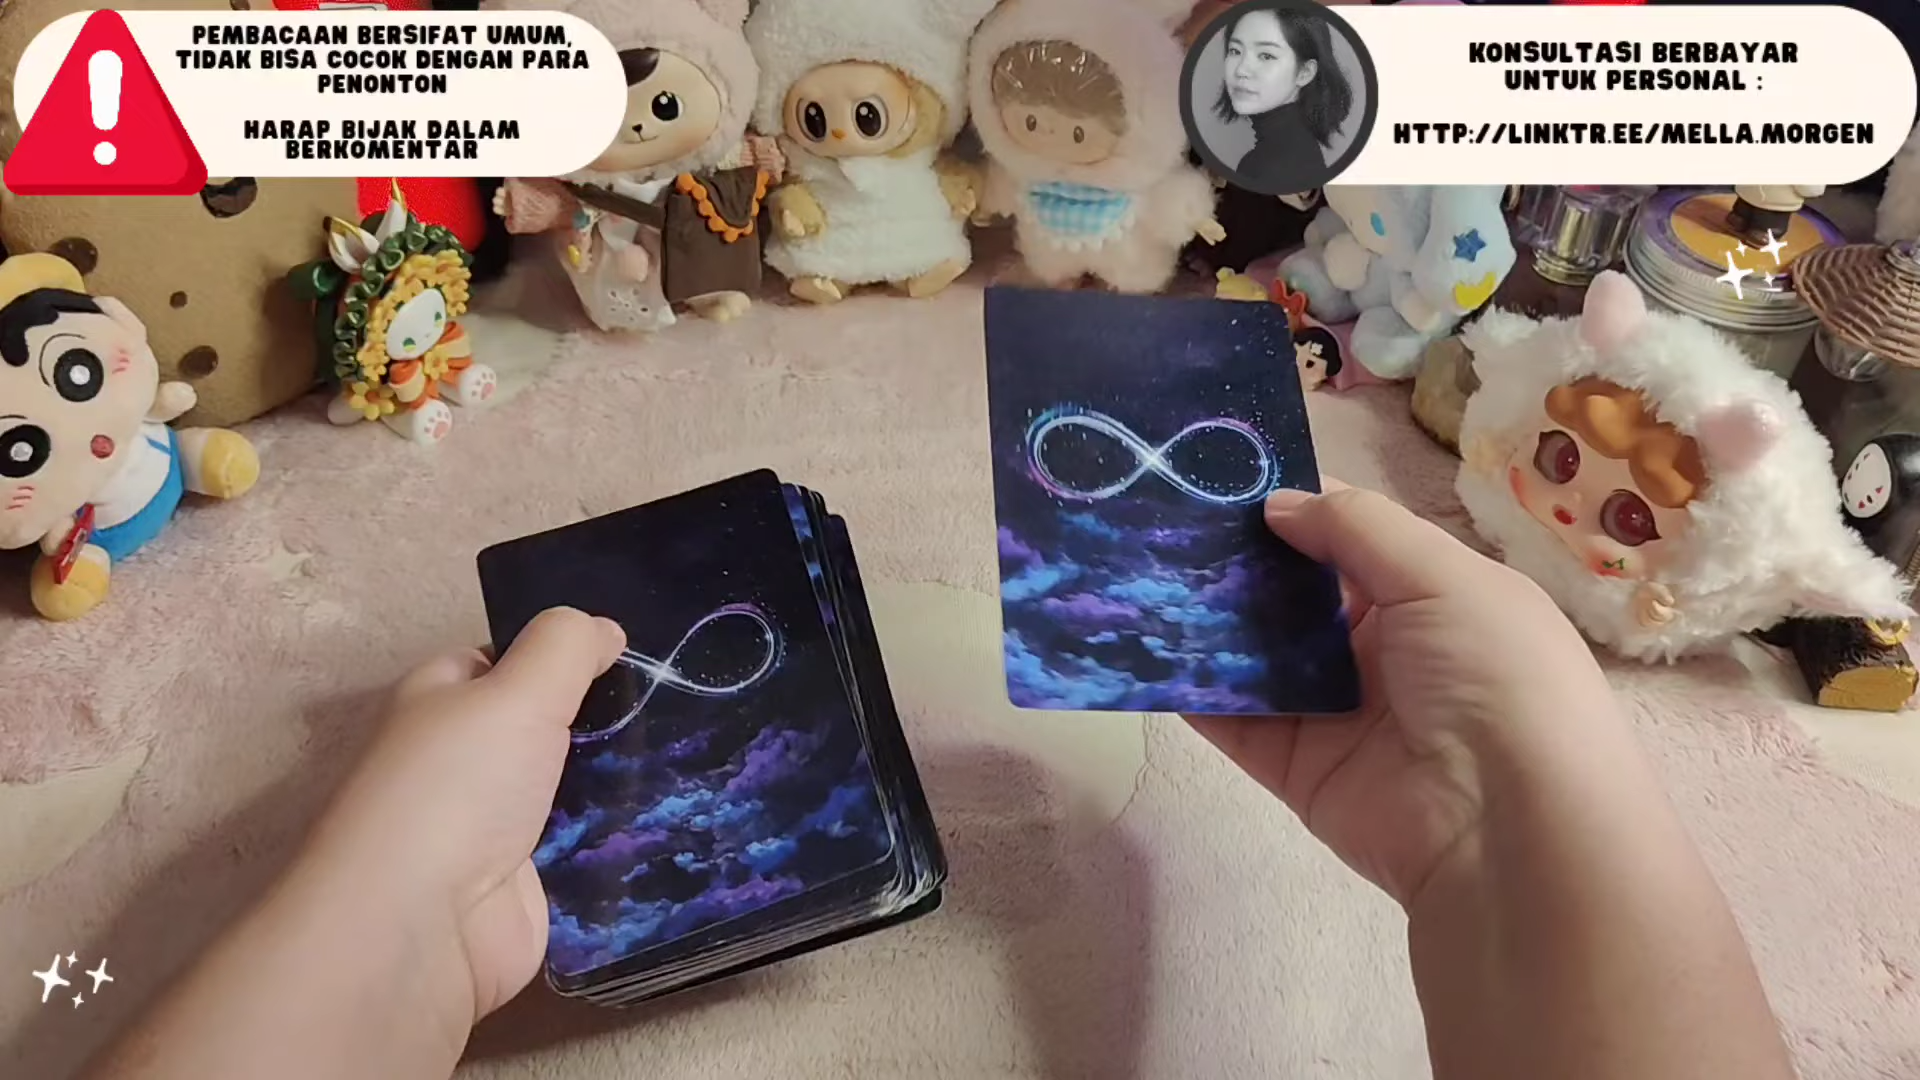 PEMBACAAN BERSIFAT UMUM,
TIDAK BISA COCOK DENGAN PARA
PENONTON
HARAP BIJAK DALAM
BERKOMENTAR
KONSULTASI BERBAYAR
UNTUK PERSONAL :
HTTP://LINKTR.EE/MELLA.MORGEN